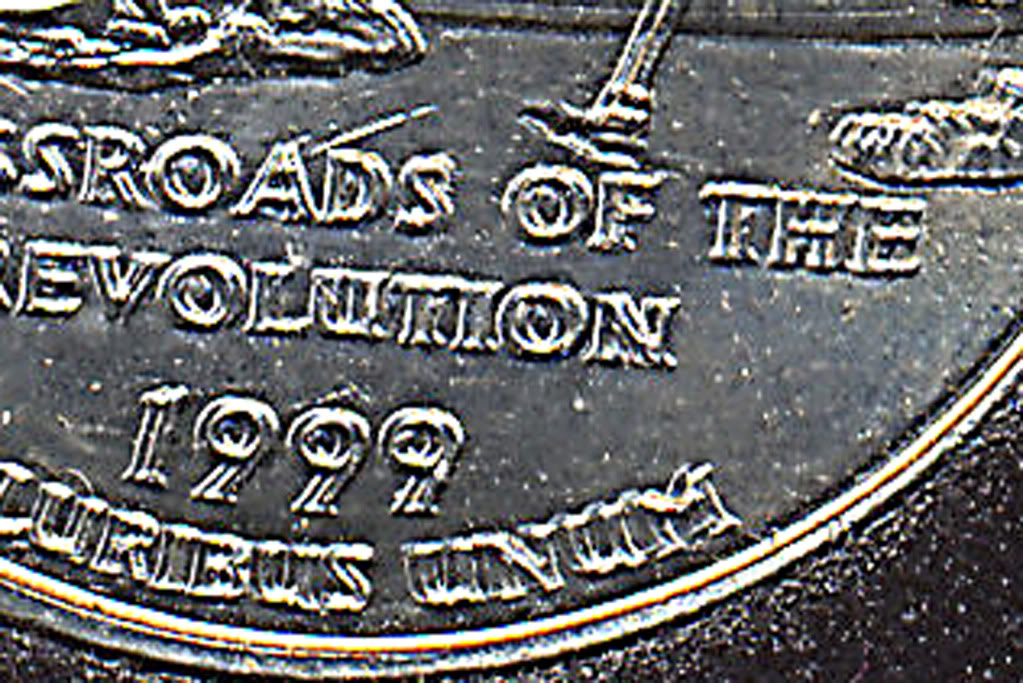 SSROADS OF THE
REVOLUTION
1999
LURIBUS UNUM